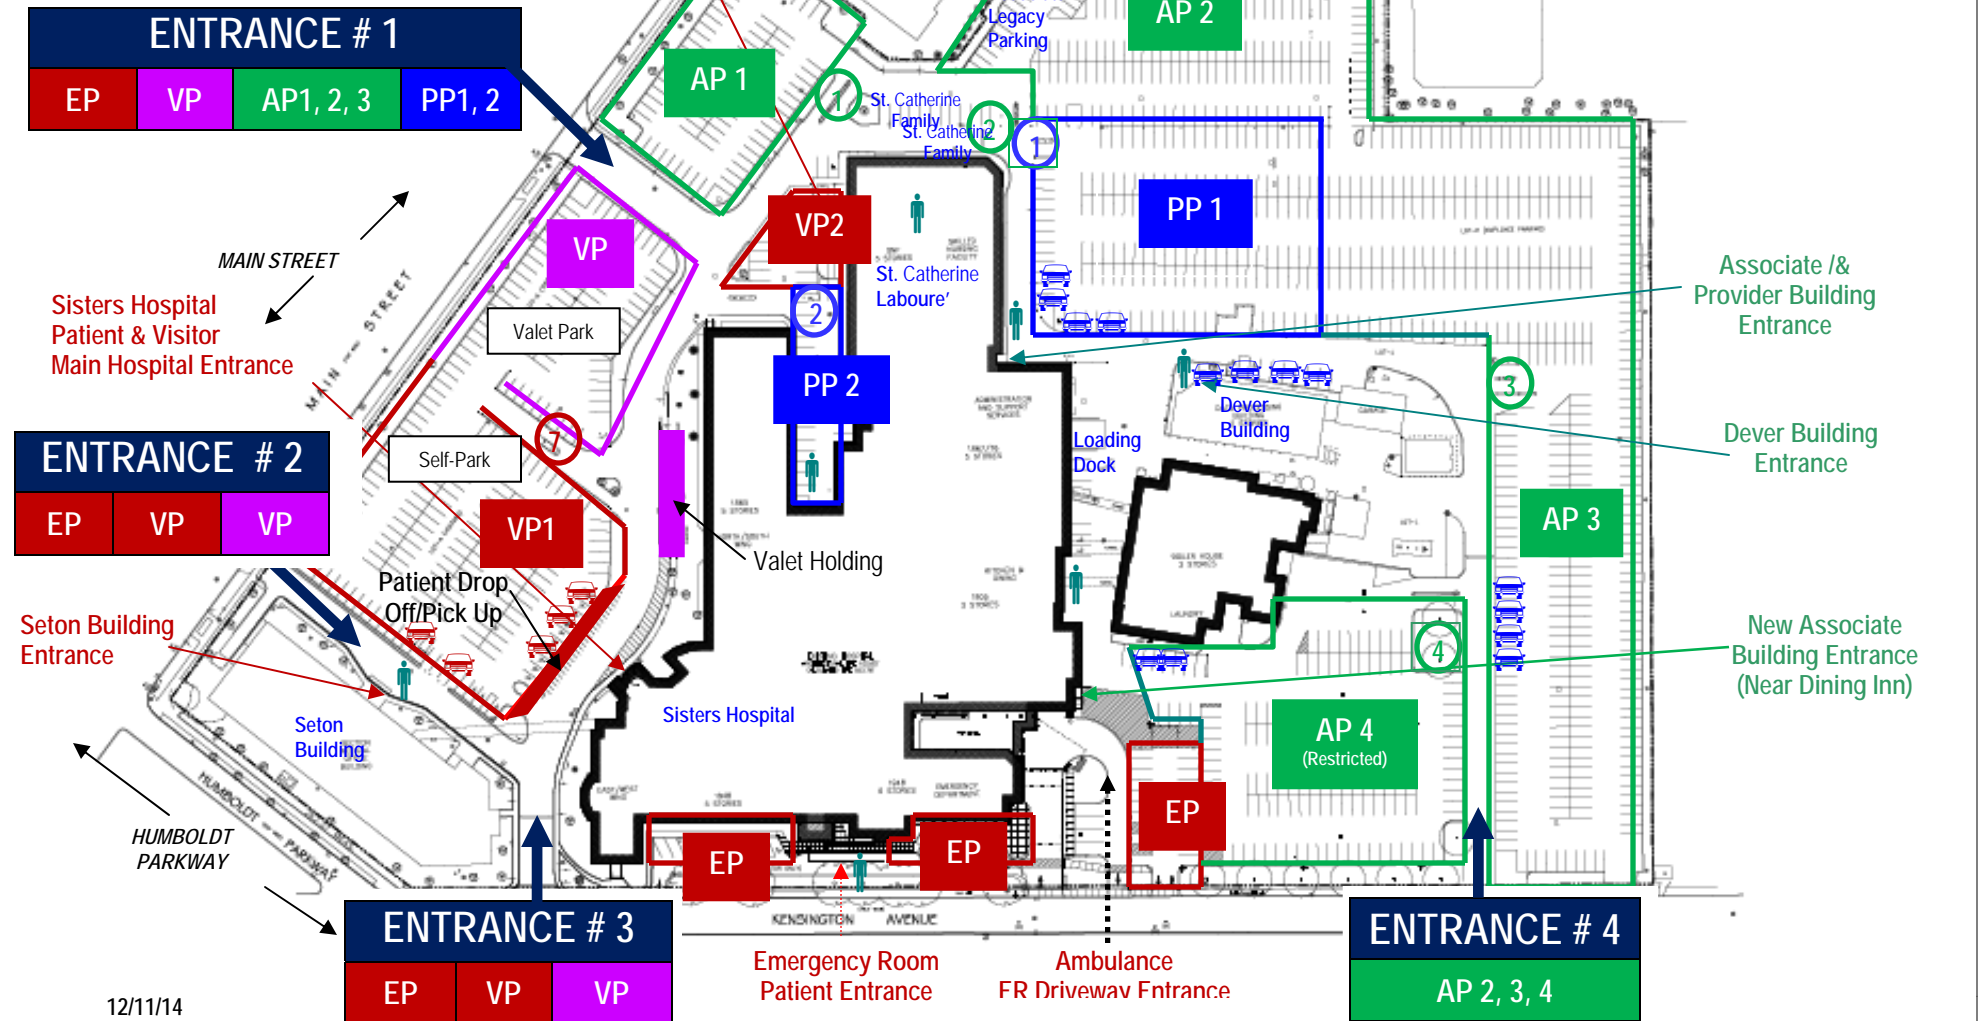 ENTRANCE # 1
EP
VP
AP1, 2, 3
PP1, 2
AP 1
1
Legacy
Parking
AP 2
St. Catherine
Family
St. Catherine
Family
2
1
PP 1
VP
VP2
MAIN STREET
MAIN STREET
Sisters Hospital
Patient & Visitor
Main Hospital Entrance
Valet Park
2
PP 2
St. Catherine
Laboure'
Associate /&
Provider Building
Entrance
3
Dever
Building
Dever Building
Entrance
Loading
Dock
ENTRANCE # 2
EP
VP
VP
Self-Park
7
VP1
Valet Holding
Patient Drop
Off/Pick Up
AP 3
Seton Building
Entrance
Seton
Building
Sisters Hospital
4
AP 4
(Restricted)
New Associate
Building Entrance
(Near Dining Inn)
HUMBOLDT
PARKWAY
HUMBOLDT PARKWAY
EP
EP
EP
KENSINGTON AVENUE
ENTRANCE # 3
EP
VP
VP
Emergency Room
Patient Entrance
Ambulance
ER Driveway Entrance
ENTRANCE # 4
AP 2, 3, 4
12/11/14